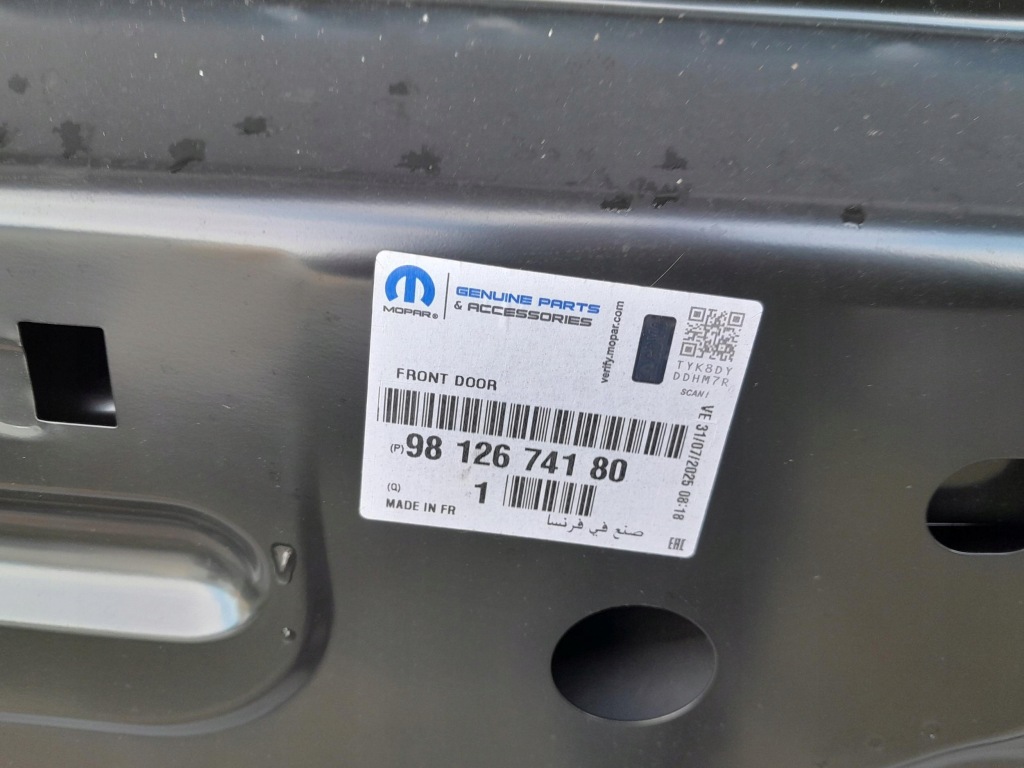 MOPAR®
GENUINE PARTS
& ACCESSORIES
verify.mopar.com
TYK8DY
DDHM7R
SCAN!
FRONT DOOR
(P) 98 126 741 80
(Q) 1
MADE IN FR
صنع في فرنسا
VE 31/07/2025 08:18
EAC